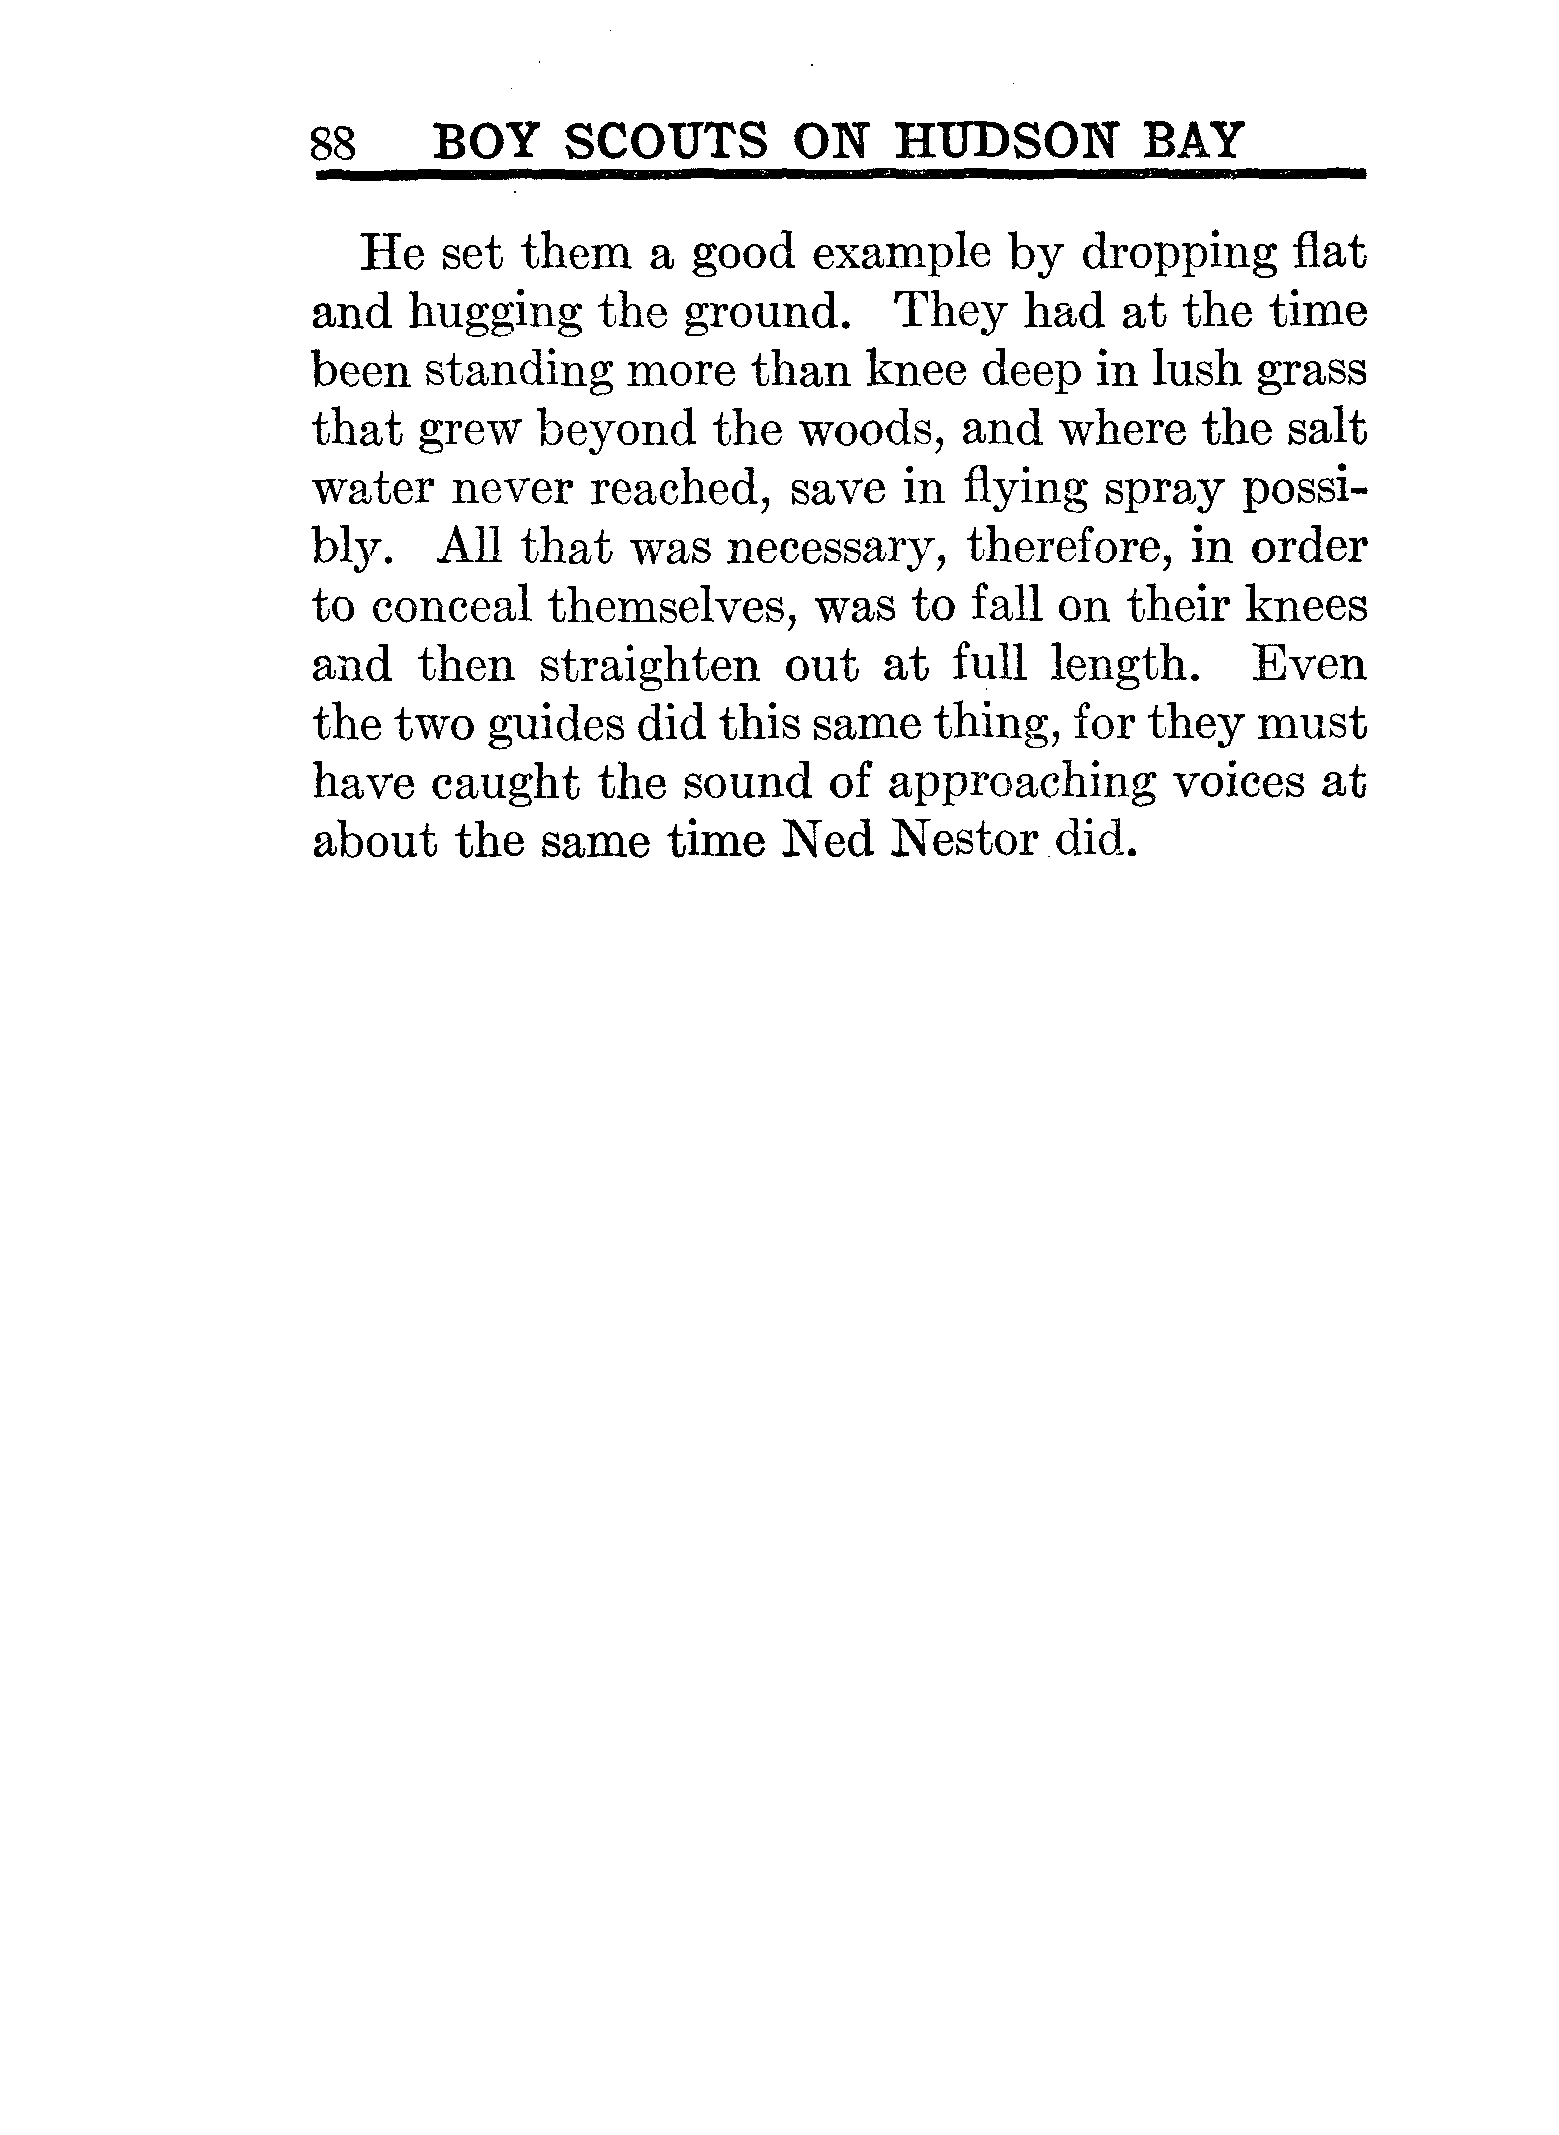 88 BOY SCOUTS ON HUDSON BAY
He set them a good example by dropping flat
and hugging the ground. They had at the time
been standing more than knee deep in lush grass
that grew beyond the woods, and where the salt
water never reached, save in flying spray possi-
bly. All that was necessary, therefore, in order
to conceal themselves, was to fall on their knees
and then straighten out at full length. Even
the two guides did this same thing, for they must
have caught the sound of approaching voices at
about the same time Ned Nestor did.